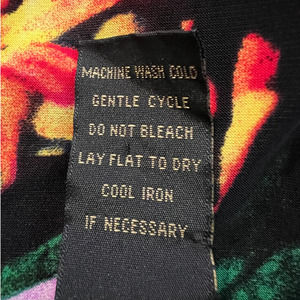 MACHINE WASH COLD
GENTLE CYCLE
DO NOT BLEACH
LAY FLAT TO DRY
COOL IRON
IF NECESSARY